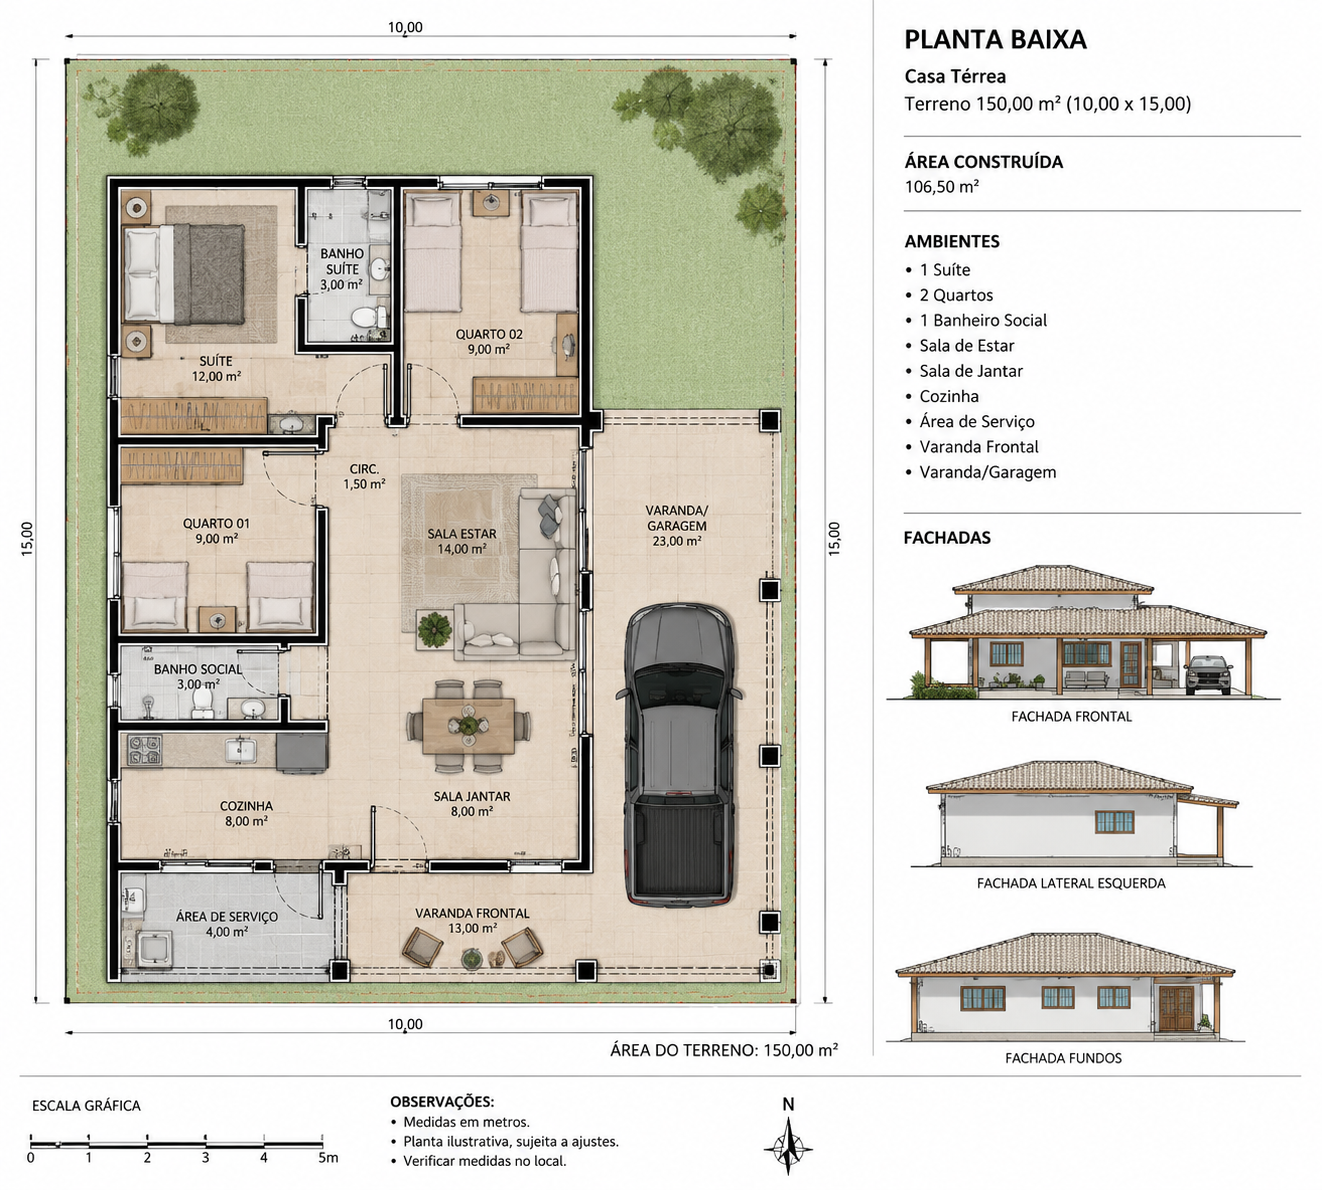 10,00
15,00
15,00
BANHO
SUÍTE
3,00 m²
QUARTO 02
9,00 m²
SUÍTE
12,00 m²
CIRC.
1,50 m²
QUARTO 01
9,00 m²
SALA ESTAR
14,00 m²
VARANDA/
GARAGEM
23,00 m²
BANHO SOCIAL
3,00 m²
COZINHA
8,00 m²
SALA JANTAR
8,00 m²
ÁREA DE SERVIÇO
4,00 m²
VARANDA FRONTAL
13,00 m²
10,00
ÁREA DO TERRENO: 150,00 m²
PLANTA BAIXA
Casa Térrea
Terreno 150,00 m² (10,00 x 15,00)
ÁREA CONSTRUÍDA
106,50 m²
AMBIENTES
• 1 Suíte
• 2 Quartos
• 1 Banheiro Social
• Sala de Estar
• Sala de Jantar
• Cozinha
• Área de Serviço
• Varanda Frontal
• Varanda/Garagem
FACHADAS
FACHADA FRONTAL
FACHADA LATERAL ESQUERDA
FACHADA FUNDOS
ESCALA GRÁFICA
0 1 2 3 4 5m
OBSERVAÇÕES:
• Medidas em metros.
• Planta ilustrativa, sujeita a ajustes.
• Verificar medidas no local.
N